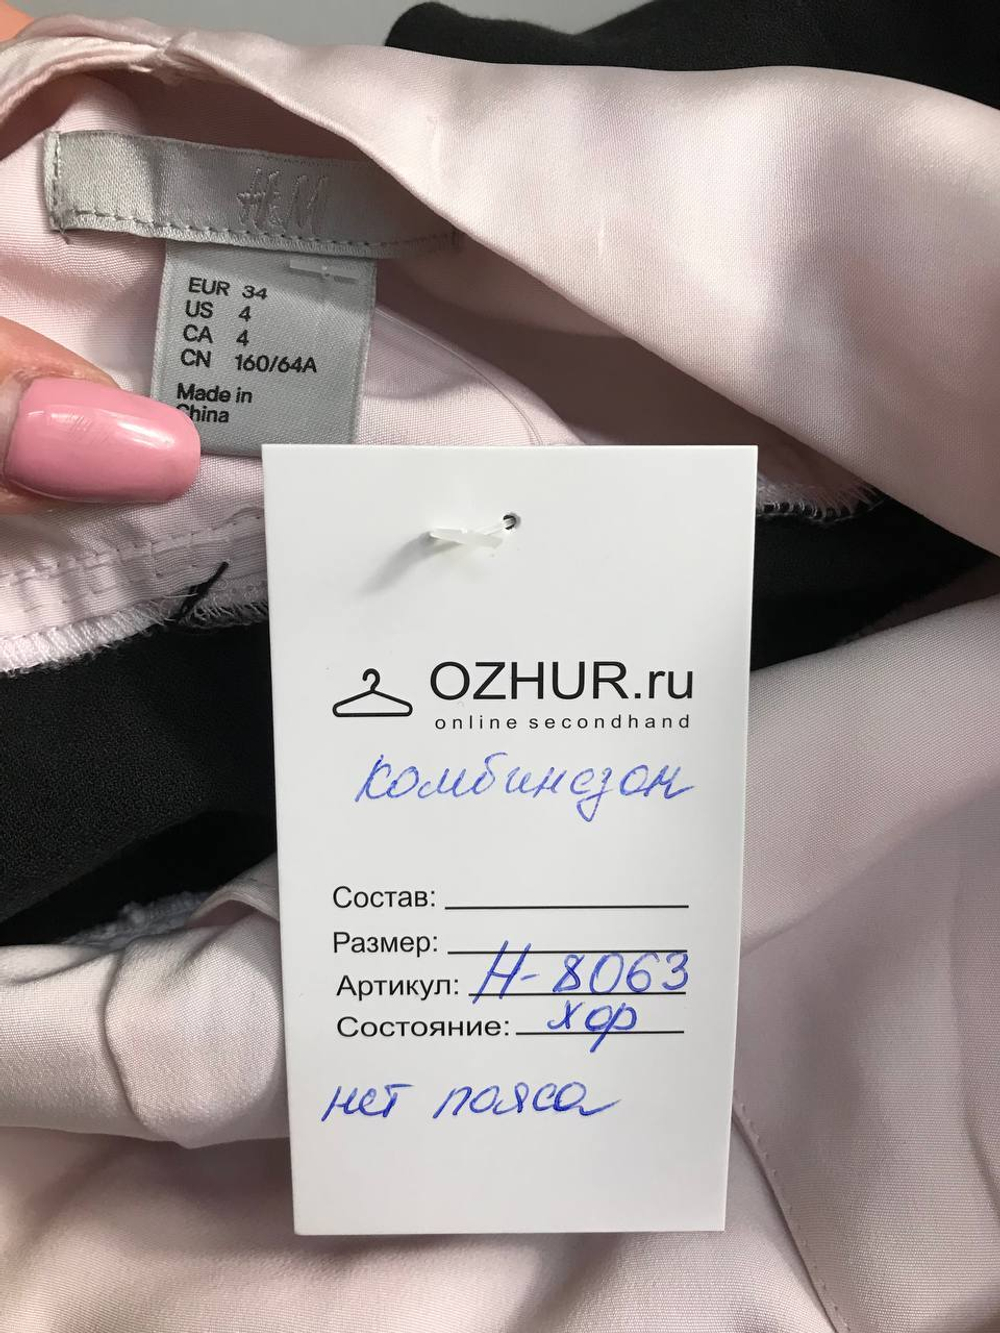 H&M
EUR 34
US 4
CA 4
CN 160/64A
Made in
China
OZHUR.ru
online secondhand
комбинезон
Состав:
Размер:
Артикул: Н-8063
Состояние: хор
нет пояса